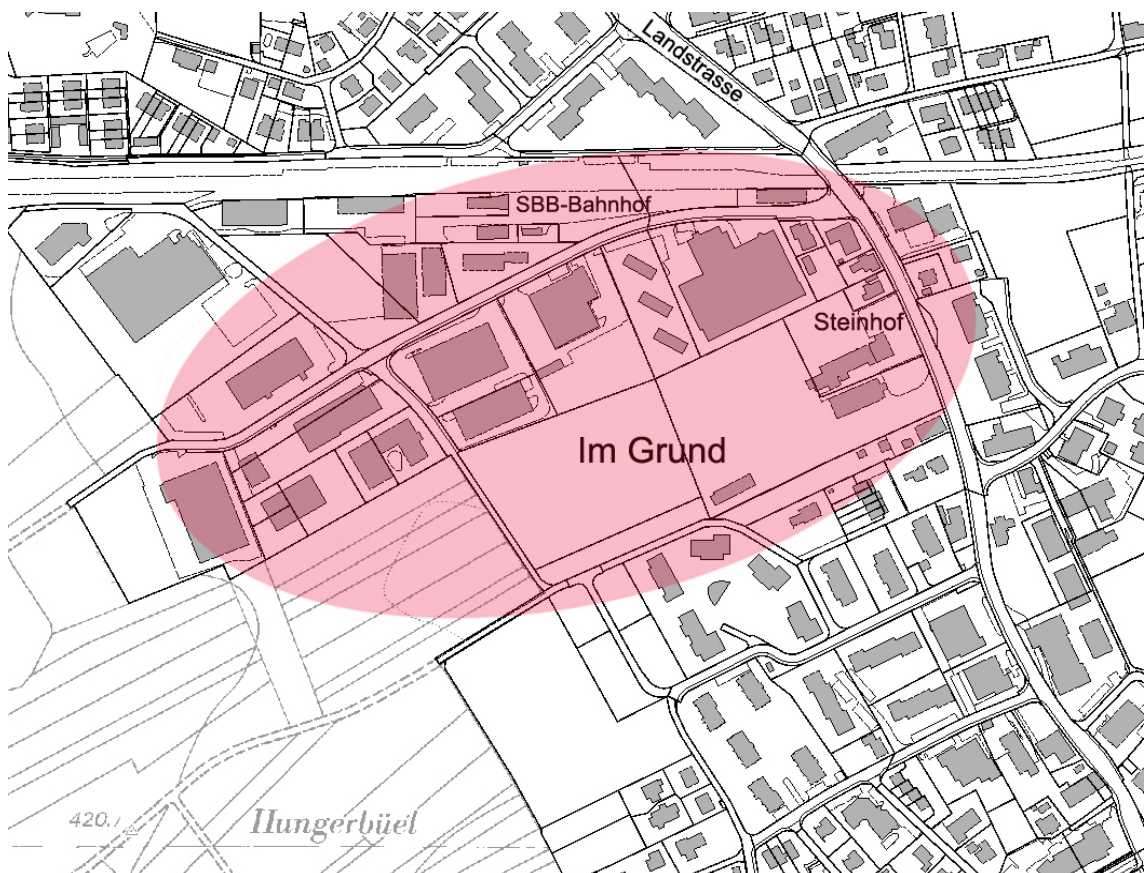 Landstrasse
SBB-Bahnhof
Steinhof
Im Grund
420.7
Hungerbüel